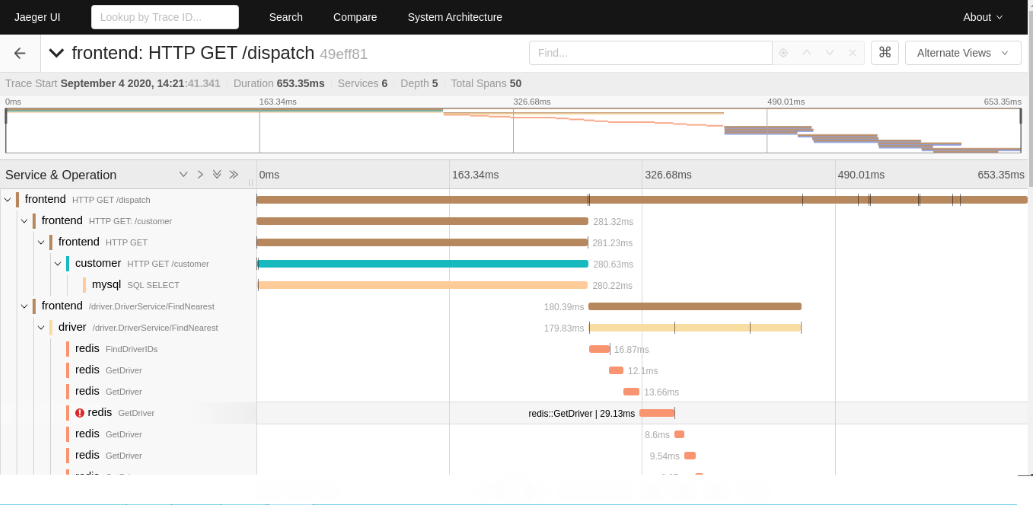 Jaeger UI Lookup by Trace ID... Search Compare System Architecture About
frontend: HTTP GET /dispatch 49eff81 Find... ⌘ Alternate Views
Trace Start September 4 2020, 14:21:41.341 Duration 653.35ms Services 6 Depth 5 Total Spans 50
0ms 163.34ms 326.68ms 490.01ms 653.35ms
Service & Operation 0ms 163.34ms 326.68ms 490.01ms 653.35ms
frontend HTTP GET /dispatch
frontend HTTP GET: /customer 281.32ms
frontend HTTP GET 281.23ms
customer HTTP GET /customer 280.63ms
mysql SQL SELECT 280.22ms
frontend /driver.DriverService/FindNearest 180.39ms
driver /driver.DriverService/FindNearest 179.83ms
redis FindDriverIDs 16.87ms
redis GetDriver 12.1ms
redis GetDriver 13.66ms
redis GetDriver redis::GetDriver | 29.13ms
redis GetDriver 8.6ms
redis GetDriver 9.54ms
redis GetDriver